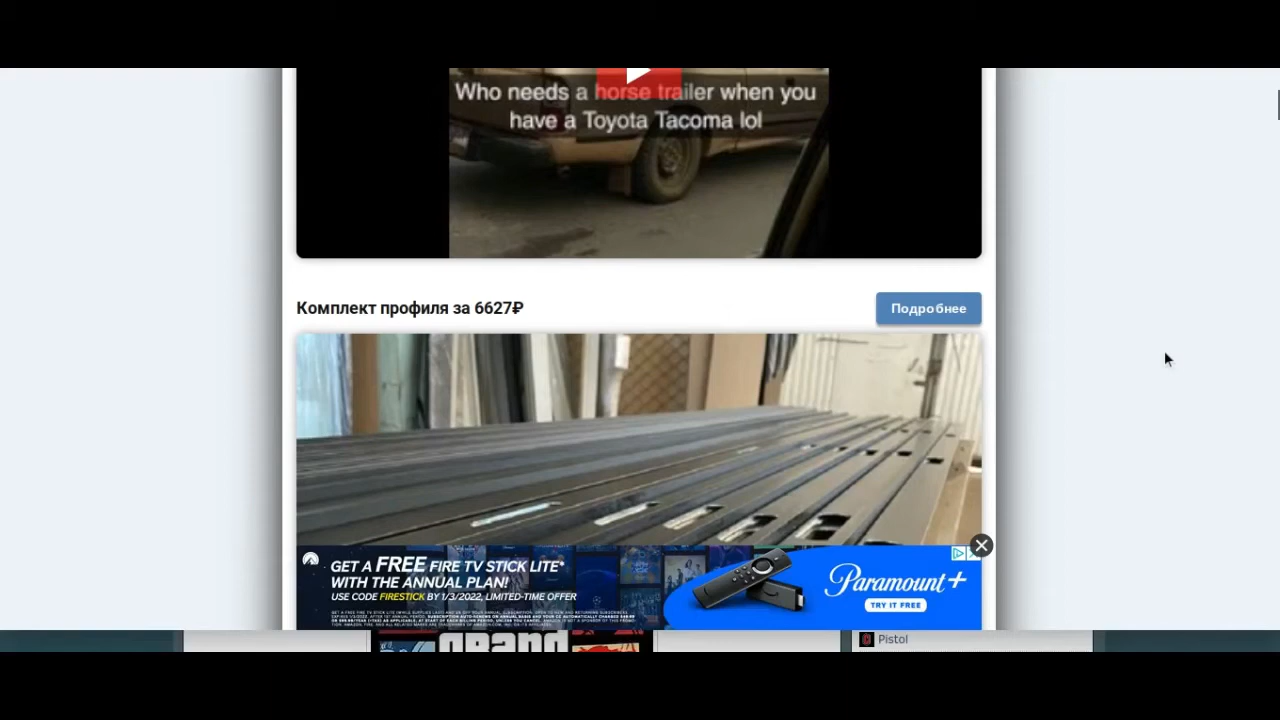 Who needs a horse trailer when you
have a Toyota Tacoma lol
Комплект профиля за 6627₽
Подробнее
GET A FREE FIRE TV STICK LITE*
WITH THE ANNUAL PLAN!
USE CODE FIRESTICK BY 1/3/2022, LIMITED-TIME OFFER
Paramount+
TRY IT FREE
grand
Pistol